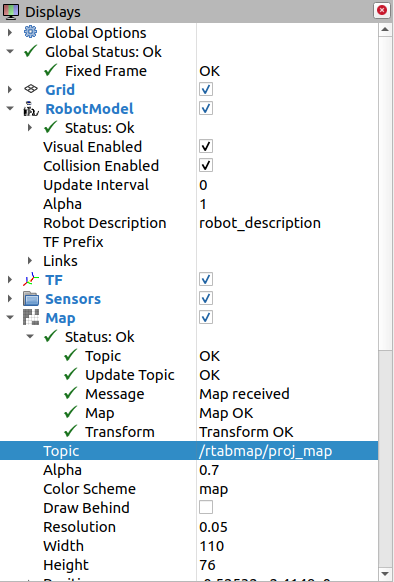 Displays
Global Options
Global Status: Ok
Fixed Frame OK
Grid
RobotModel
Status: Ok
Visual Enabled
Collision Enabled
Update Interval 0
Alpha 1
Robot Description robot_description
TF Prefix
Links
TF
Sensors
Map
Status: Ok
Topic OK
Update Topic OK
Message Map received
Map Map OK
Transform Transform OK
Topic /rtabmap/proj_map
Alpha 0.7
Color Scheme map
Draw Behind
Resolution 0.05
Width 110
Height 76